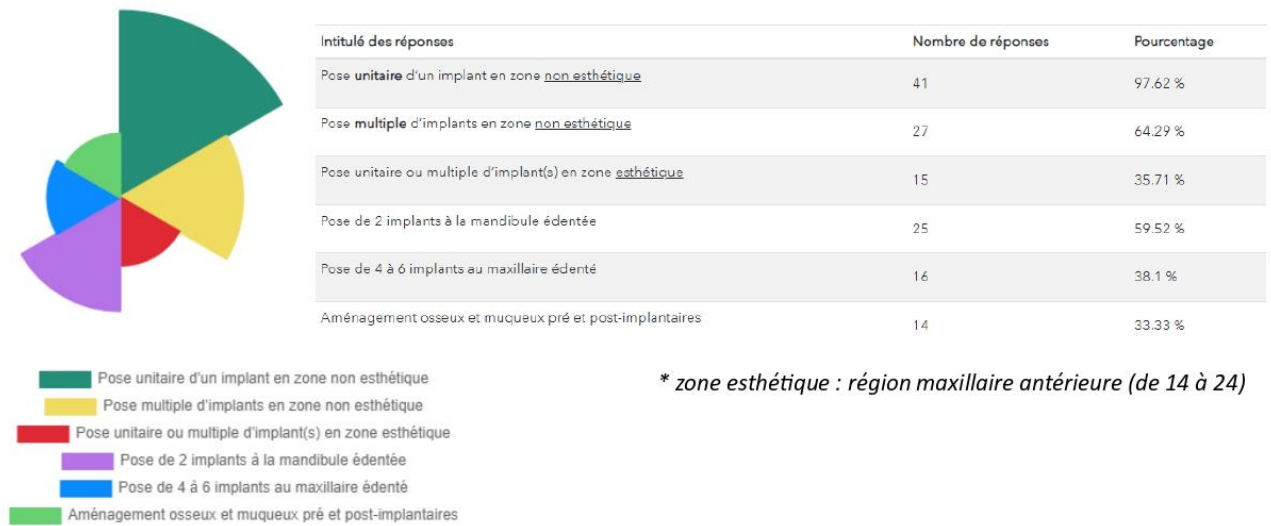 Intitulé des réponses Nombre de réponses Pourcentage
Pose unitaire d'un implant en zone non esthétique 41 97.62 %
Pose multiple d'implants en zone non esthétique 27 64.29 %
Pose unitaire ou multiple d'implant(s) en zone esthétique 15 35.71 %
Pose de 2 implants à la mandibule édentée 25 59.52 %
Pose de 4 à 6 implants au maxillaire édenté 16 38.1 %
Aménagement osseux et muqueux pré et post-implantaires 14 33.33 %
* zone esthétique : région maxillaire antérieure (de 14 à 24)
Pose unitaire d'un implant en zone non esthétique
Pose multiple d'implants en zone non esthétique
Pose unitaire ou multiple d'implant(s) en zone esthétique
Pose de 2 implants à la mandibule édentée
Pose de 4 à 6 implants au maxillaire édenté
Aménagement osseux et muqueux pré et post-implantaires